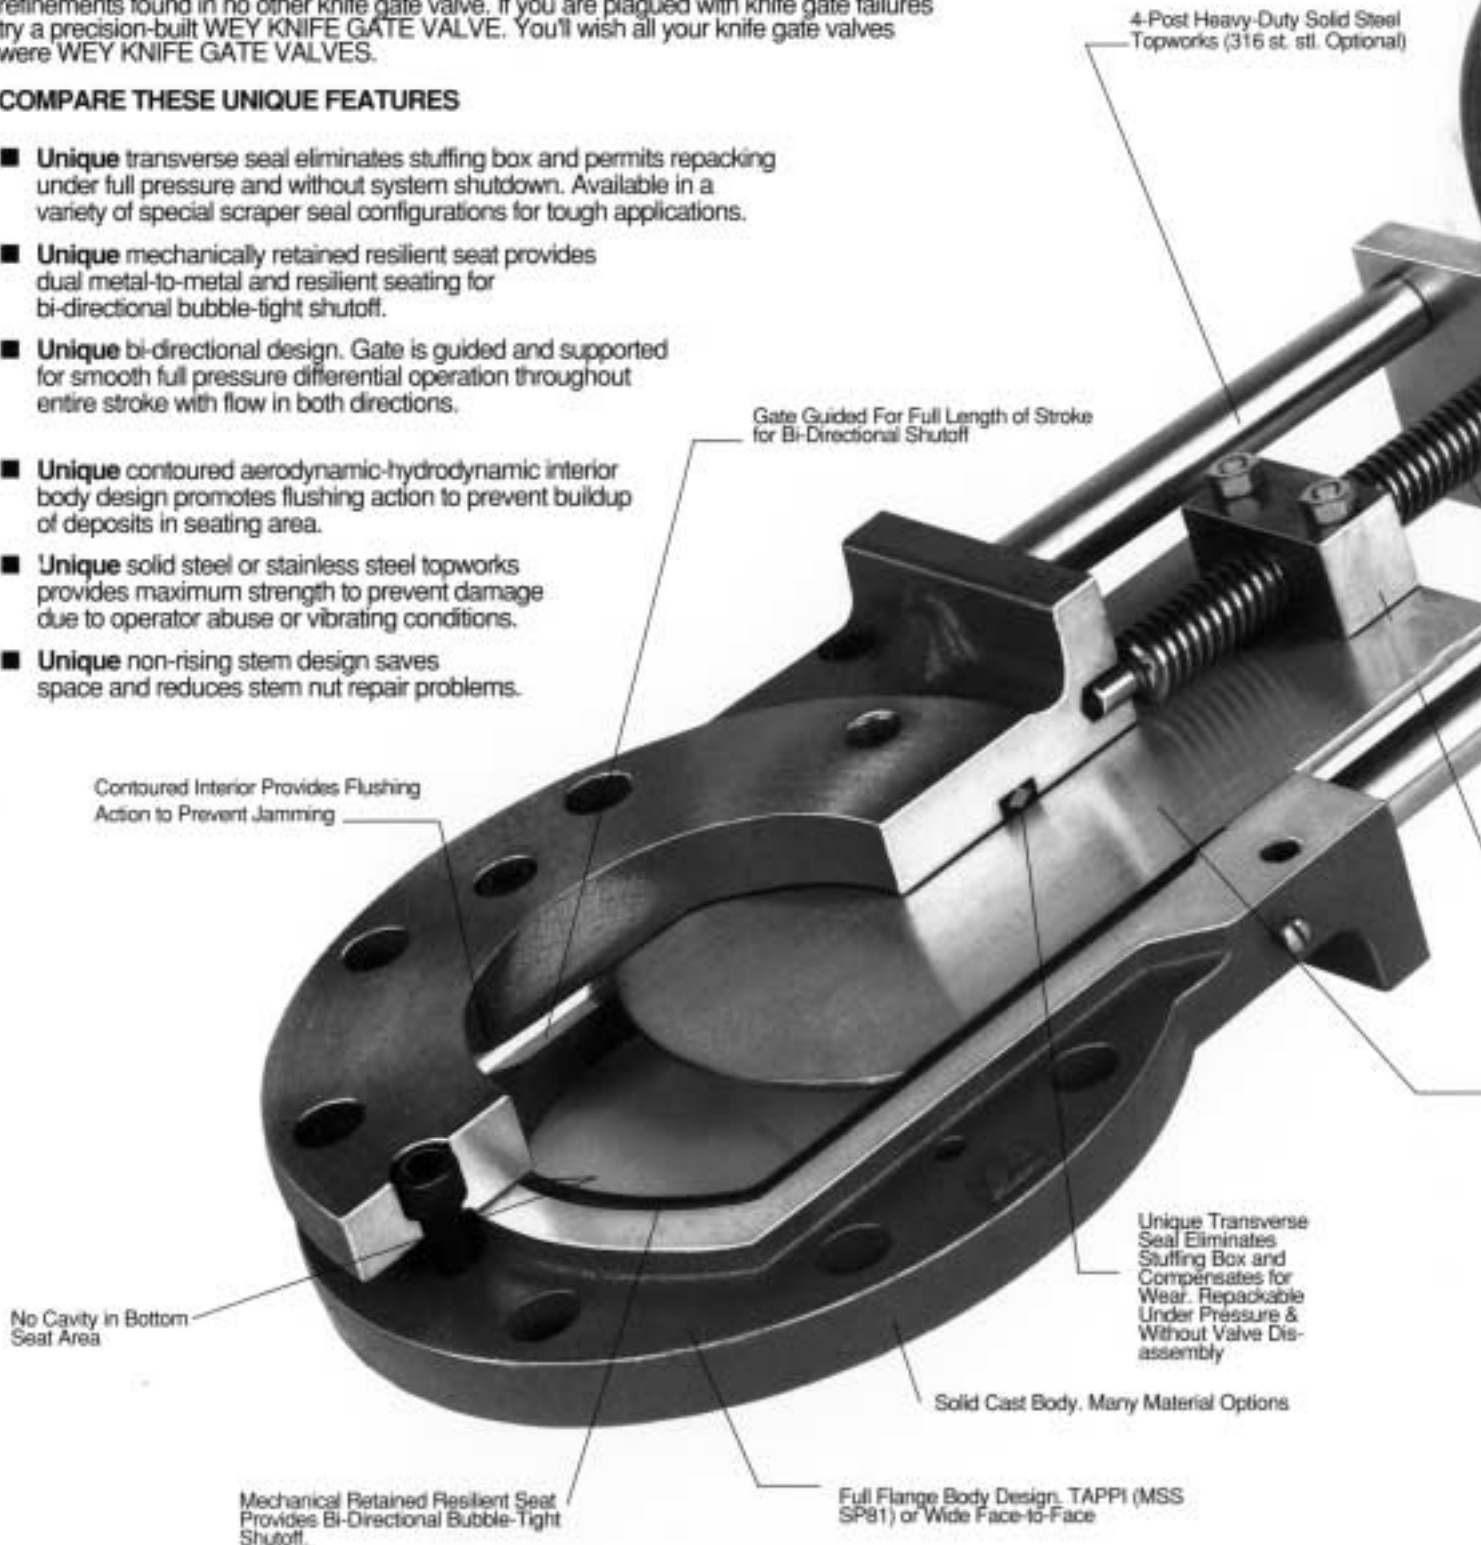 refinements found in no other knife gate valve. If you are plagued with knife gate failures
try a precision-built WEY KNIFE GATE VALVE. You'll wish all your knife gate valves
were WEY KNIFE GATE VALVES.
COMPARE THESE UNIQUE FEATURES
■ Unique transverse seal eliminates stuffing box and permits repacking
under full pressure and without system shutdown. Available in a
variety of special scraper seal configurations for tough applications.
■ Unique mechanically retained resilient seat provides
dual metal-to-metal and resilient seating for
bi-directional bubble-tight shutoff.
■ Unique bi-directional design. Gate is guided and supported
for smooth full pressure differential operation throughout
entire stroke with flow in both directions.
■ Unique contoured aerodynamic-hydrodynamic interior
body design promotes flushing action to prevent buildup
of deposits in seating area.
■ Unique solid steel or stainless steel topworks
provides maximum strength to prevent damage
due to operator abuse or vibrating conditions.
■ Unique non-rising stem design saves
space and reduces stem nut repair problems.
4-Post Heavy-Duty Solid Steel
Topworks (316 st. stl. Optional)
Gate Guided For Full Length of Stroke
for Bi-Directional Shutoff
Contoured Interior Provides Flushing
Action to Prevent Jamming
No Cavity in Bottom
Seat Area
Unique Transverse
Seal Eliminates
Stuffing Box and
Compensates for
Wear. Repackable
Under Pressure &
Without Valve Dis-
assembly
Solid Cast Body. Many Material Options
Full Flange Body Design. TAPPI (MSS
SP81) or Wide Face-to-Face
Mechanical Retained Resilient Seat
Provides Bi-Directional Bubble-Tight
Shutoff.